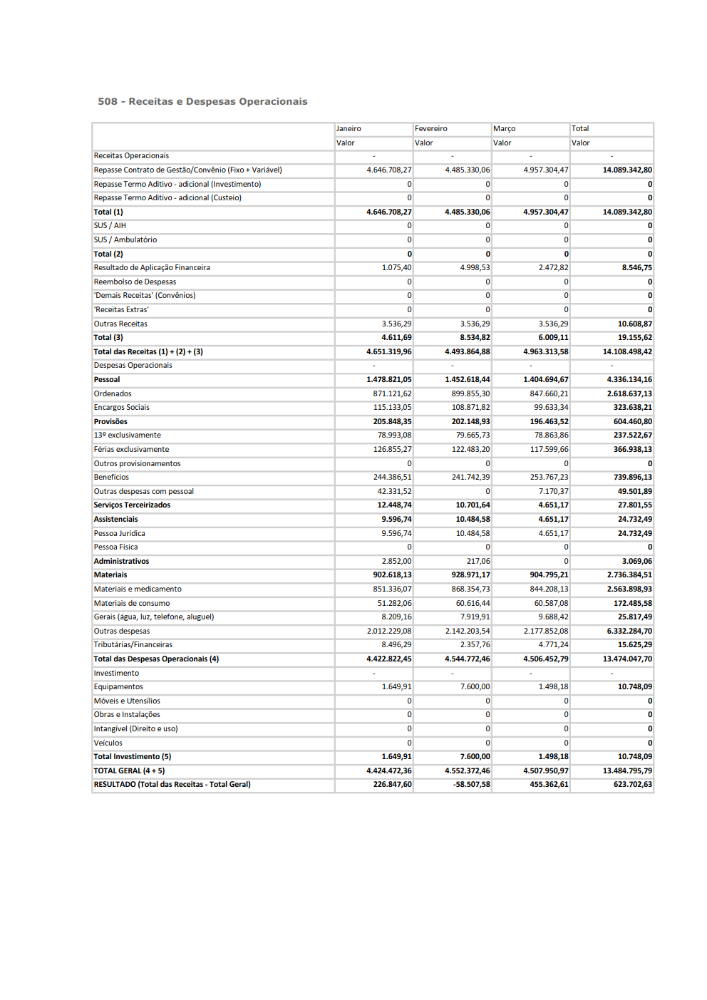 508 - Receitas e Despesas Operacionais
Janeiro Fevereiro Março Total
Valor Valor Valor Valor
Receitas Operacionais - - - -
Repasse Contrato de Gestão/Convênio (Fixo + Variável) 4.646.708,27 4.485.330,06 4.957.304,47 14.089.342,80
Repasse Termo Aditivo - adicional (Investimento) 0 0 0 0
Repasse Termo Aditivo - adicional (Custeio) 0 0 0 0
Total (1) 4.646.708,27 4.485.330,06 4.957.304,47 14.089.342,80
SUS / AIH 0 0 0 0
SUS / Ambulatório 0 0 0 0
Total (2) 0 0 0 0
Resultado de Aplicação Financeira 1.075,40 4.998,53 2.472,82 8.546,75
Reembolso de Despesas 0 0 0 0
'Demais Receitas' (Convênios) 0 0 0 0
'Receitas Extras' 0 0 0 0
Outras Receitas 3.536,29 3.536,29 3.536,29 10.608,87
Total (3) 4.611,69 8.534,82 6.009,11 19.155,62
Total das Receitas (1) + (2) + (3) 4.651.319,96 4.493.864,88 4.963.313,58 14.108.498,42
Despesas Operacionais - - - -
Pessoal 1.478.821,05 1.452.618,44 1.404.694,67 4.336.134,16
Ordenados 871.121,62 899.855,30 847.660,21 2.618.637,13
Encargos Sociais 115.133,05 108.871,82 99.633,34 323.638,21
Provisões 205.848,35 202.148,93 196.463,52 604.460,80
13º exclusivamente 78.993,08 79.665,73 78.863,86 237.522,67
Férias exclusivamente 126.855,27 122.483,20 117.599,66 366.938,13
Outros provisionamentos 0 0 0 0
Benefícios 244.386,51 241.742,39 253.767,23 739.896,13
Outras despesas com pessoal 42.331,52 0 7.170,37 49.501,89
Serviços Terceirizados 12.448,74 10.701,64 4.651,17 27.801,55
Assistenciais 9.596,74 10.484,58 4.651,17 24.732,49
Pessoa Jurídica 9.596,74 10.484,58 4.651,17 24.732,49
Pessoa Física 0 0 0 0
Administrativos 2.852,00 217,06 0 3.069,06
Materiais 902.618,13 928.971,17 904.795,21 2.736.384,51
Materiais e medicamento 851.336,07 868.354,73 844.208,13 2.563.898,93
Materiais de consumo 51.282,06 60.616,44 60.587,08 172.485,58
Gerais (água, luz, telefone, aluguel) 8.209,16 7.919,91 9.688,42 25.817,49
Outras despesas 2.012.229,08 2.142.203,54 2.177.852,08 6.332.284,70
Tributárias/Financeiras 8.496,29 2.357,76 4.771,24 15.625,29
Total das Despesas Operacionais (4) 4.422.822,45 4.544.772,46 4.506.452,79 13.474.047,70
Investimento - - - -
Equipamentos 1.649,91 7.600,00 1.498,18 10.748,09
Móveis e Utensílios 0 0 0 0
Obras e Instalações 0 0 0 0
Intangível (Direito e uso) 0 0 0 0
Veículos 0 0 0 0
Total Investimento (5) 1.649,91 7.600,00 1.498,18 10.748,09
TOTAL GERAL (4 + 5) 4.424.472,36 4.552.372,46 4.507.950,97 13.484.795,79
RESULTADO (Total das Receitas - Total Geral) 226.847,60 -58.507,58 455.362,61 623.702,63